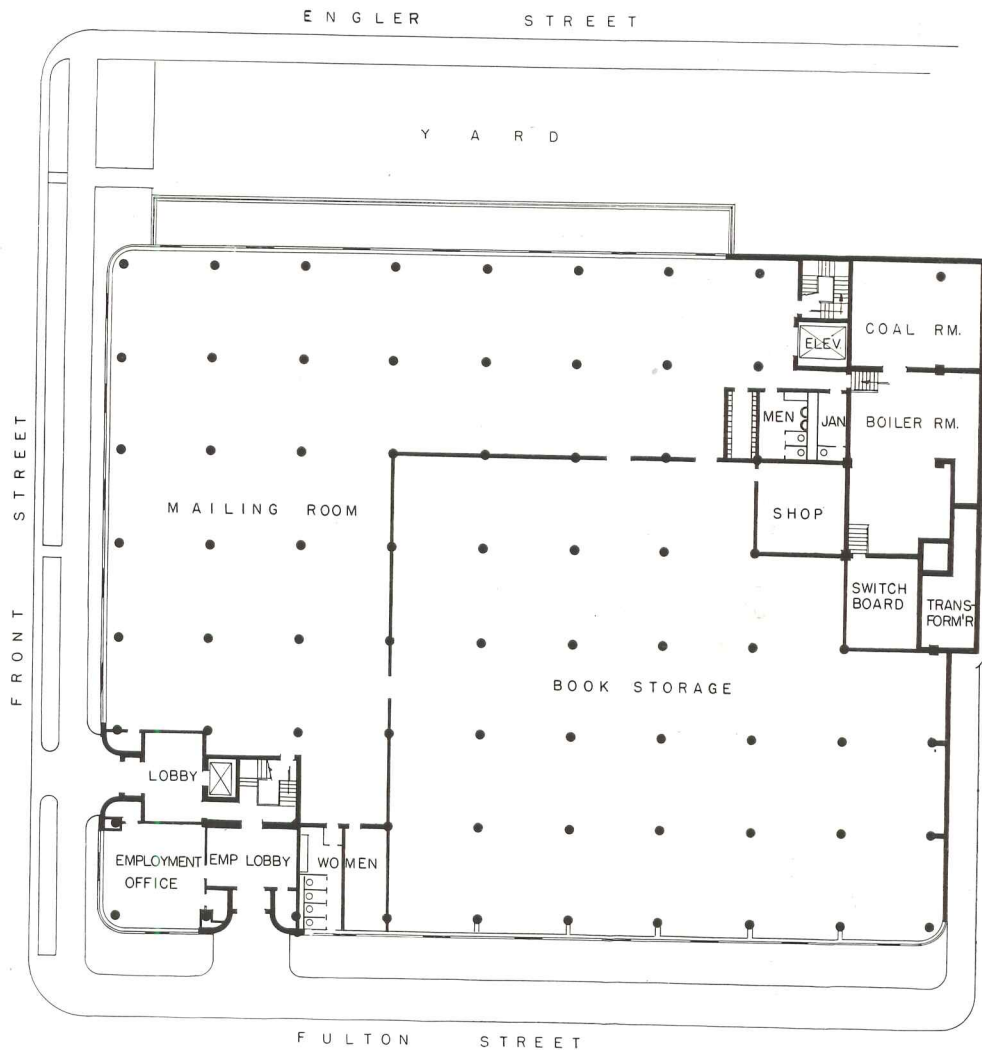 ENGLER STREET
YARD
COAL RM.
ELEV.
MEN
JAN.
BOILER RM.
MAILING ROOM
SHOP
SWITCH
BOARD
TRANS-
FORM'R
BOOK STORAGE
FRONT STREET
LOBBY
EMPLOYMENT
OFFICE
EMP LOBBY
WOMEN
FULTON STREET